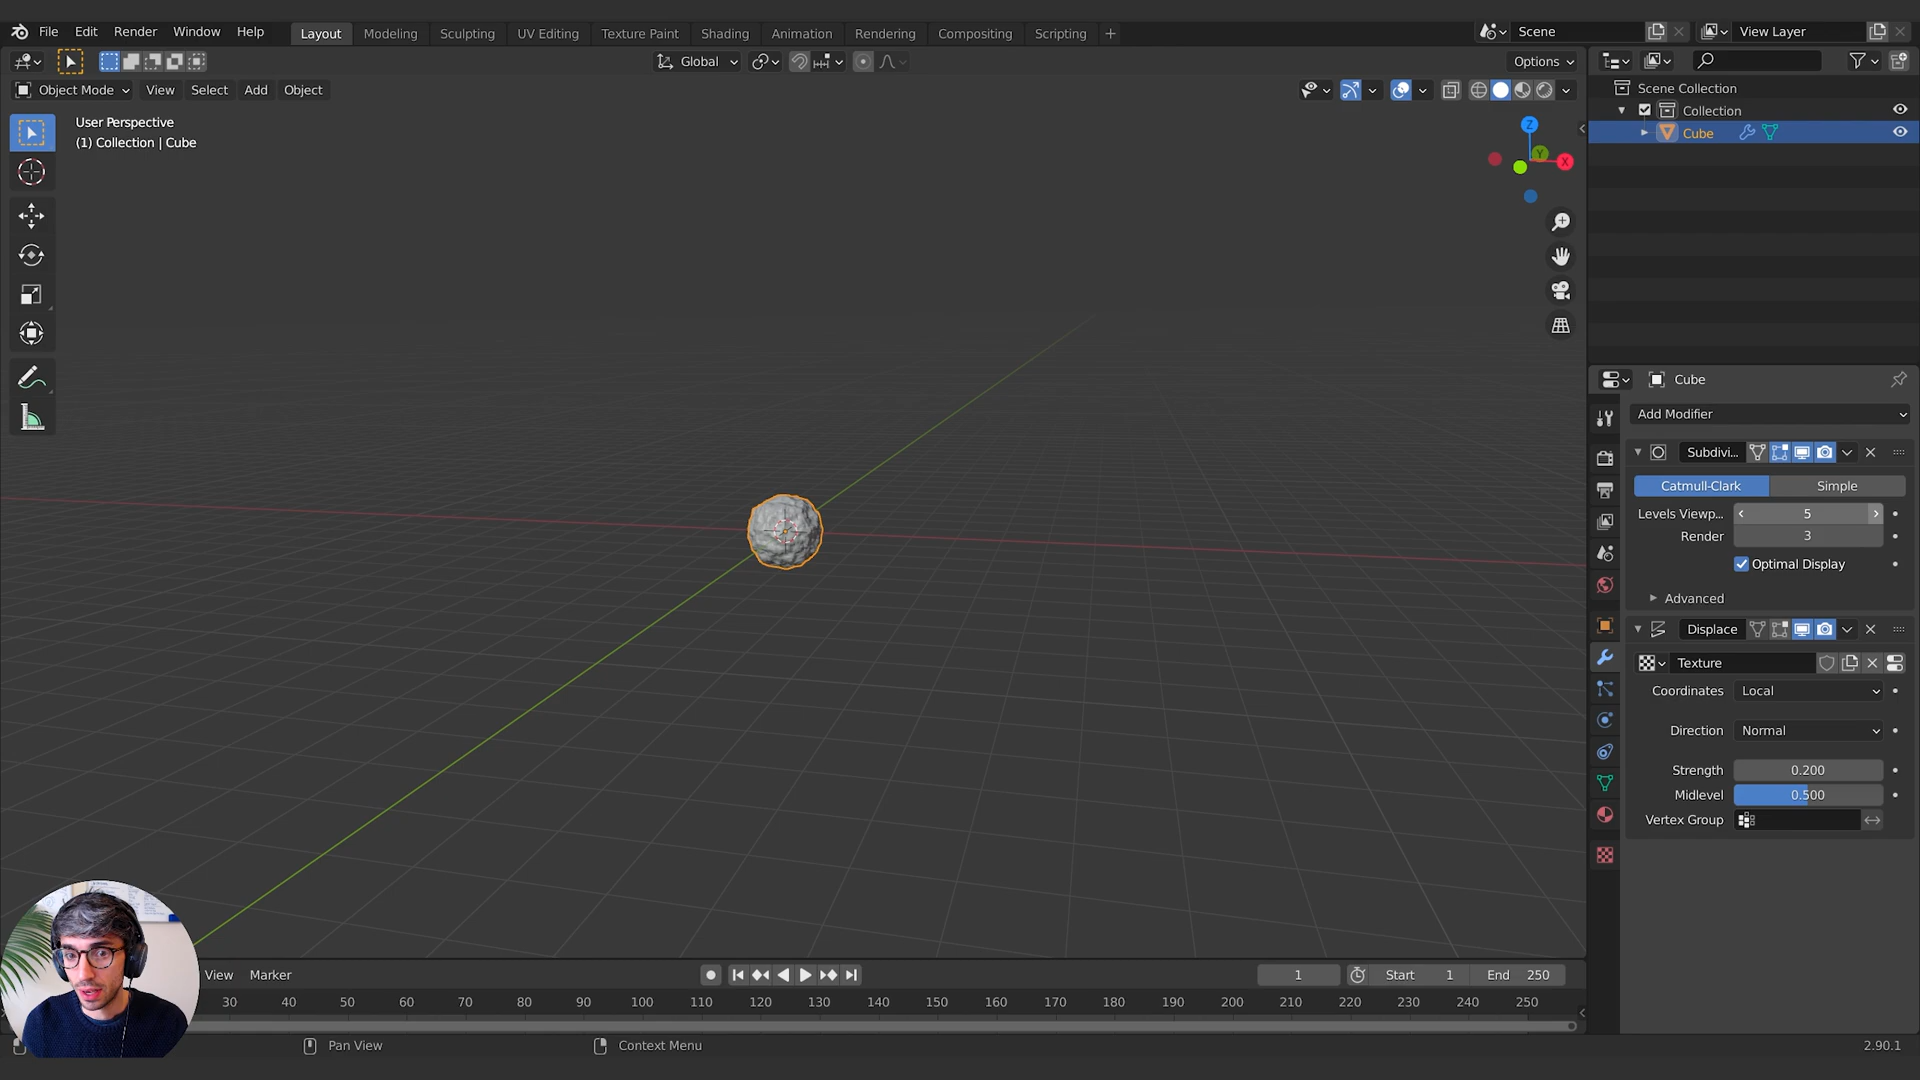 File Edit Render Window Help Layout Modeling Sculpting UV Editing Texture Paint Shading Animation Rendering Compositing Scripting + Scene View Layer
Global Options
Object Mode View Select Add Object
User Perspective
(1) Collection | Cube
Z
Y
X
Scene Collection
Collection
Cube
Cube
Add Modifier
Subdivi...
Catmull-Clark Simple
Levels Viewp... 5
Render 3
Optimal Display
Advanced
Displace
Texture
Coordinates Local
Direction Normal
Strength 0.200
Midlevel 0.500
Vertex Group
View Marker 1 Start 1 End 250
30 40 50 60 70 80 90 100 110 120 130 140 150 160 170 180 190 200 210 220 230 240 250
Pan View Context Menu 2.90.1